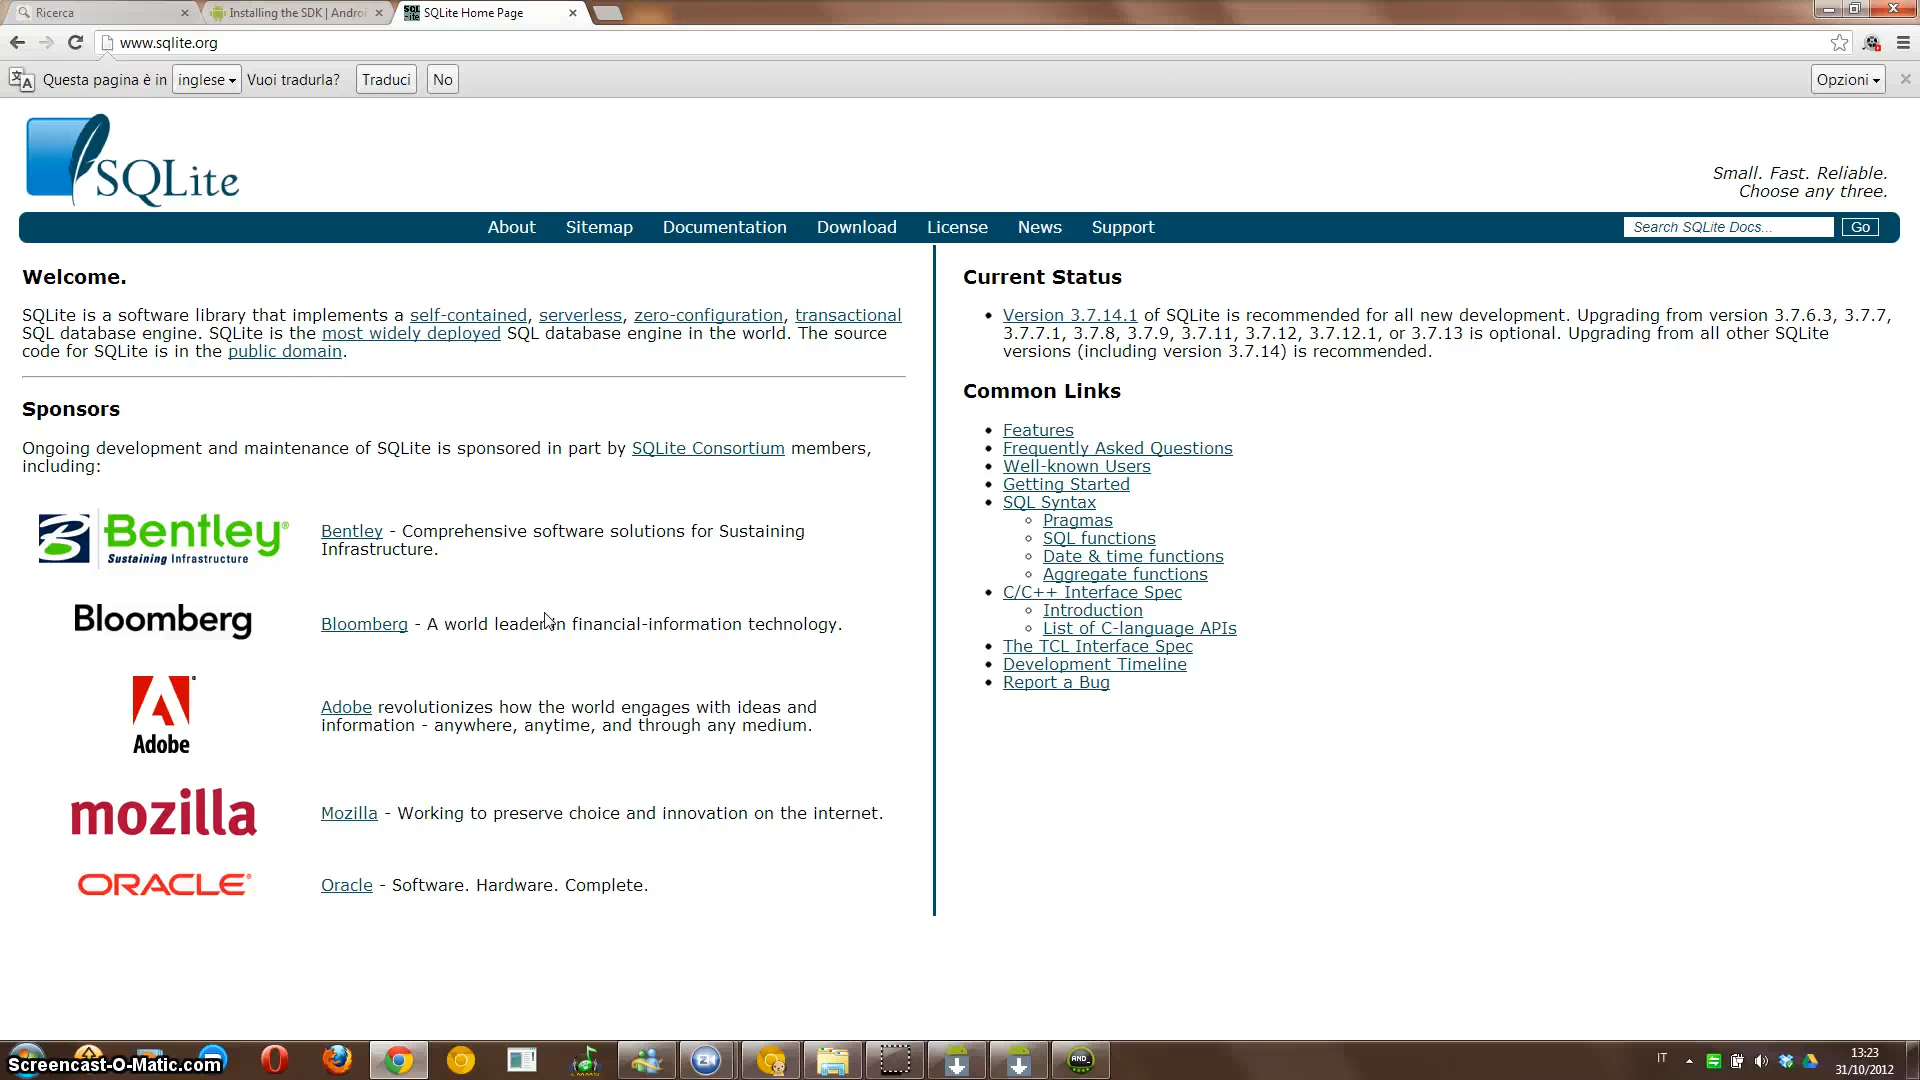 Ricerca
Installing the SDK | Androi
SQLite Home Page
www.sqlite.org
Questa pagina è in inglese Vuoi tradurla? Traduci No
Opzioni
SQLite
Small. Fast. Reliable.
Choose any three.
About Sitemap Documentation Download License News Support
Search SQLite Docs... Go
Welcome.
SQLite is a software library that implements a self-contained, serverless, zero-configuration, transactional
SQL database engine. SQLite is the most widely deployed SQL database engine in the world. The source
code for SQLite is in the public domain.
Sponsors
Ongoing development and maintenance of SQLite is sponsored in part by SQLite Consortium members,
including:
Bentley®
Sustaining Infrastructure
Bentley - Comprehensive software solutions for Sustaining
Infrastructure.
Bloomberg
Bloomberg - A world leader in financial-information technology.
Adobe
Adobe revolutionizes how the world engages with ideas and
information - anywhere, anytime, and through any medium.
mozilla
Mozilla - Working to preserve choice and innovation on the internet.
ORACLE®
Oracle - Software. Hardware. Complete.
Current Status
Version 3.7.14.1 of SQLite is recommended for all new development. Upgrading from version 3.7.6.3, 3.7.7,
3.7.7.1, 3.7.8, 3.7.9, 3.7.11, 3.7.12, 3.7.12.1, or 3.7.13 is optional. Upgrading from all other SQLite
versions (including version 3.7.14) is recommended.
Common Links
Features
Frequently Asked Questions
Well-known Users
Getting Started
SQL Syntax
Pragmas
SQL functions
Date & time functions
Aggregate functions
C/C++ Interface Spec
Introduction
List of C-language APIs
The TCL Interface Spec
Development Timeline
Report a Bug
Screencast-O-Matic.com
LMMS
AND_
IT
13:23
31/10/2012